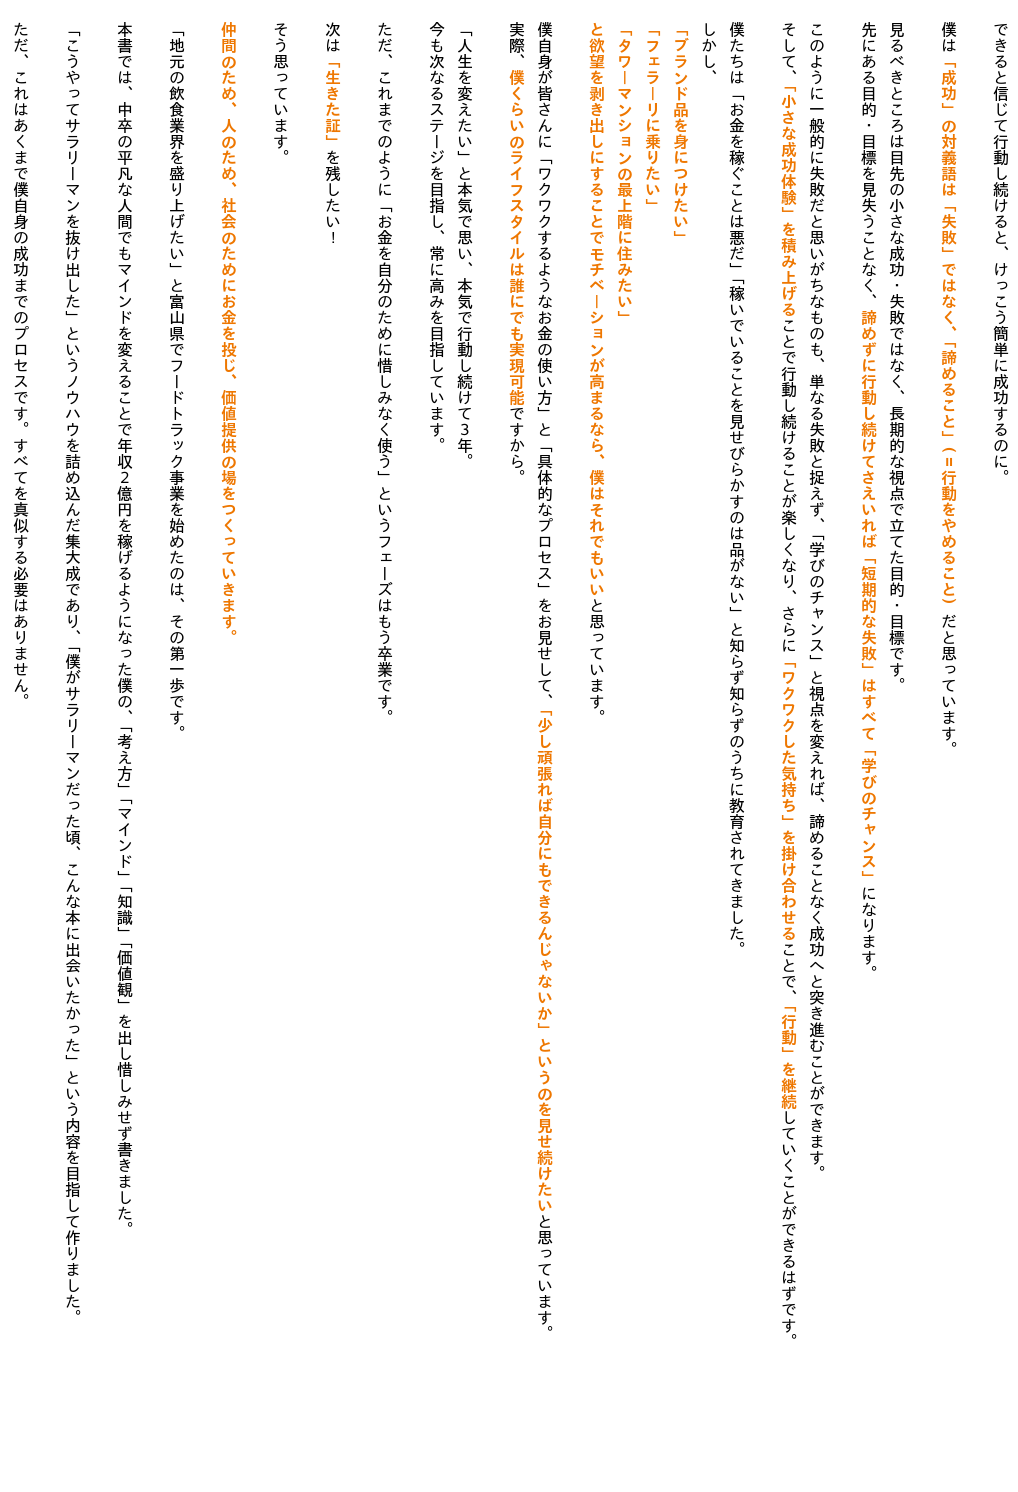 できると信じて行動し続けると、けっこう簡単に成功するのに。
僕は「成功」の対義語は「失敗」ではなく、「諦めること」(=行動をやめること)だと思っています。
見るべきところは目先の小さな成功・失敗ではなく、長期的な視点で立てた目的・目標です。
先にある目的・目標を見失うことなく、諦めずに行動し続けてさえいれば「短期的な失敗」はすべて「学びのチャンス」になります。
このように一般的に失敗だと思いがちなものも、単なる失敗と捉えず、「学びのチャンス」と視点を変えれば、諦めることなく成功へと突き進むことができます。
そして、「小さな成功体験」を積み上げることで行動し続けることが楽しくなり、さらに「ワクワクした気持ち」を掛け合わせることで、「行動」を継続していくことができるはずです。
僕たちは「お金を稼ぐことは悪だ」「稼いでいることを見せびらかすのは品がない」と知らず知らずのうちに教育されてきました。
しかし、
「ブランド品を身につけたい」
「フェラーリに乗りたい」
「タワーマンションの最上階に住みたい」
と欲望を剥き出しにすることでモチベーションが高まるなら、僕はそれでもいいと思っています。
僕自身が皆さんに「ワクワクするようなお金の使い方」と「具体的なプロセス」をお見せして、「少し頑張れば自分にもできるんじゃないか」というのを見せ続けたいと思っています。
実際、僕くらいのライフスタイルは誰にでも実現可能ですから。
「人生を変えたい」と本気で思い、本気で行動し続けて3年。
今も次なるステージを目指し、常に高みを目指しています。
ただ、これまでのように「お金を自分のために惜しみなく使う」というフェーズはもう卒業です。
次は「生きた証」を残したい!
そう思っています。
仲間のため、人のため、社会のためにお金を投じ、価値提供の場をつくっていきます。
「地元の飲食業界を盛り上げたい」と富山県でフードトラック事業を始めたのは、その第一歩です。
本書では、中卒の平凡な人間でもマインドを変えることで年収2億円を稼げるようになった僕の、「考え方」「マインド」「知識」「価値観」を出し惜しみせず書きました。
「こうやってサラリーマンを抜け出した」というノウハウを詰め込んだ集大成であり、「僕がサラリーマンだった頃、こんな本に出会いたかった」という内容を目指して作りました。
ただ、これはあくまで僕自身の成功までのプロセスです。すべてを真似する必要はありません。